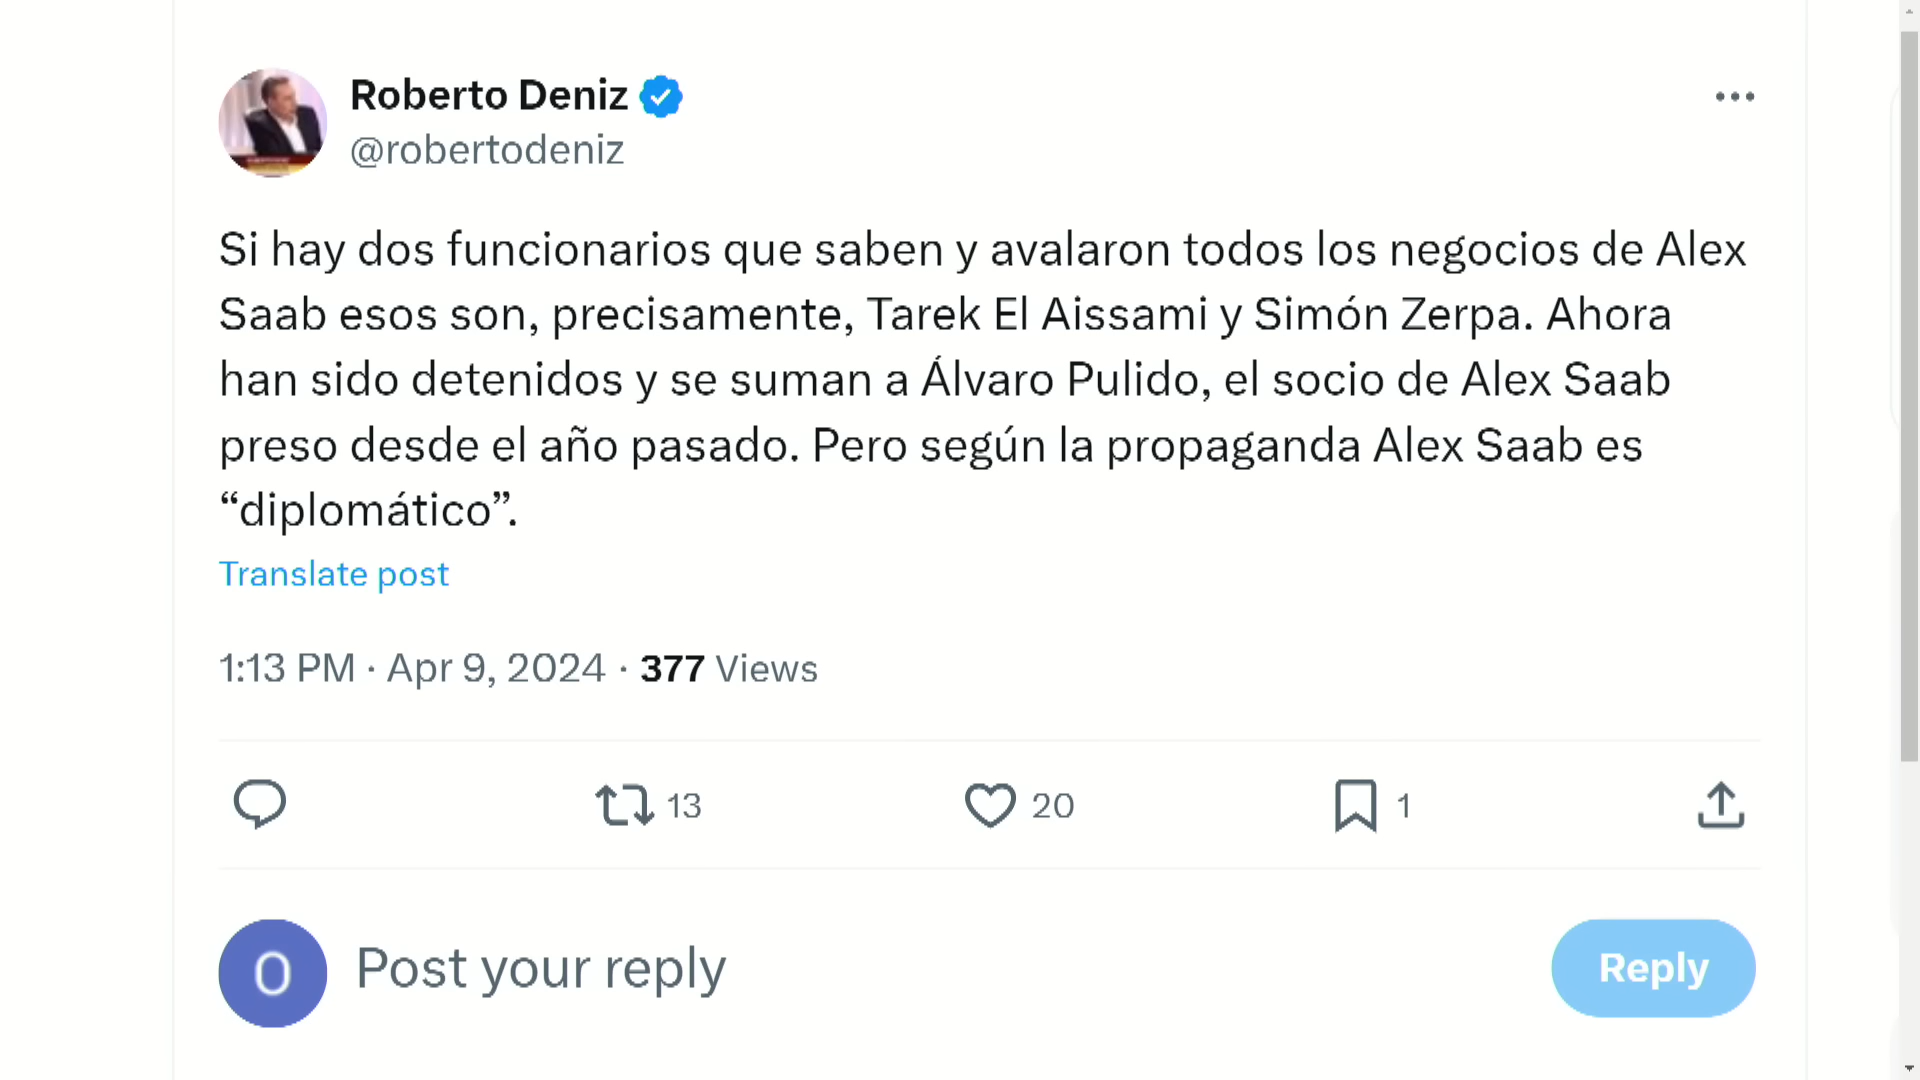 Roberto Deniz
@robertodeniz
Si hay dos funcionarios que saben y avalaron todos los negocios de Alex
Saab esos son, precisamente, Tarek El Aissami y Simón Zerpa. Ahora
han sido detenidos y se suman a Álvaro Pulido, el socio de Alex Saab
preso desde el año pasado. Pero según la propaganda Alex Saab es
“diplomático”.
Translate post
1:13 PM · Apr 9, 2024 · 377 Views
13 20 1
O Post your reply Reply